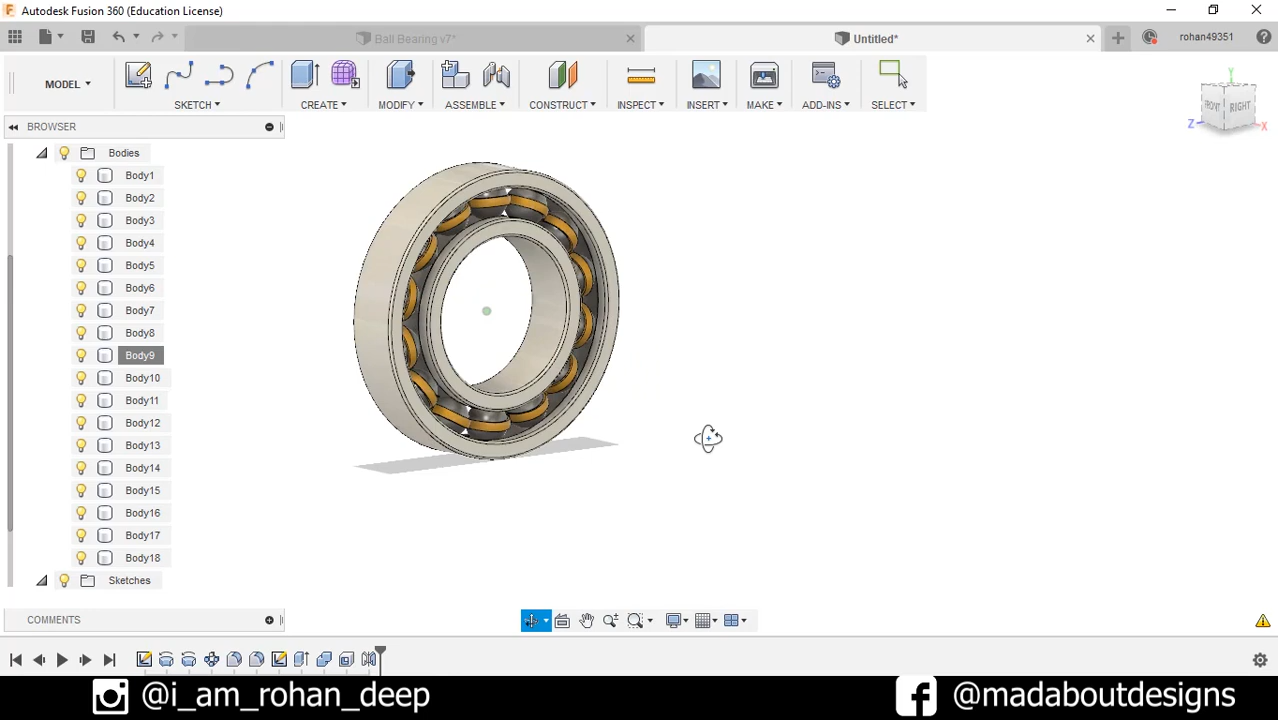 Autodesk Fusion 360 (Education License)
Ball Bearing v7*
Untitled*
rohan49351
MODEL
SKETCH
CREATE
MODIFY
ASSEMBLE
CONSTRUCT
INSPECT
INSERT
MAKE
ADD-INS
SELECT
Y
FRONT
RIGHT
Z
X
BROWSER
Bodies
Body1
Body2
Body3
Body4
Body5
Body6
Body7
Body8
Body9
Body10
Body11
Body12
Body13
Body14
Body15
Body16
Body17
Body18
Sketches
COMMENTS
@i_am_rohan_deep
@madaboutdesigns